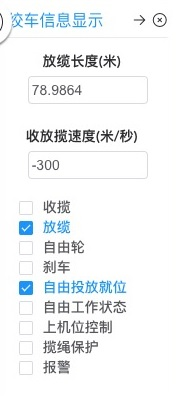 绞车信息显示
放缆长度(米)
78.9864
收放揽速度(米/秒)
-300
收揽
放缆
自由轮
刹车
自由投放就位
自由工作状态
上机位控制
揽绳保护
报警